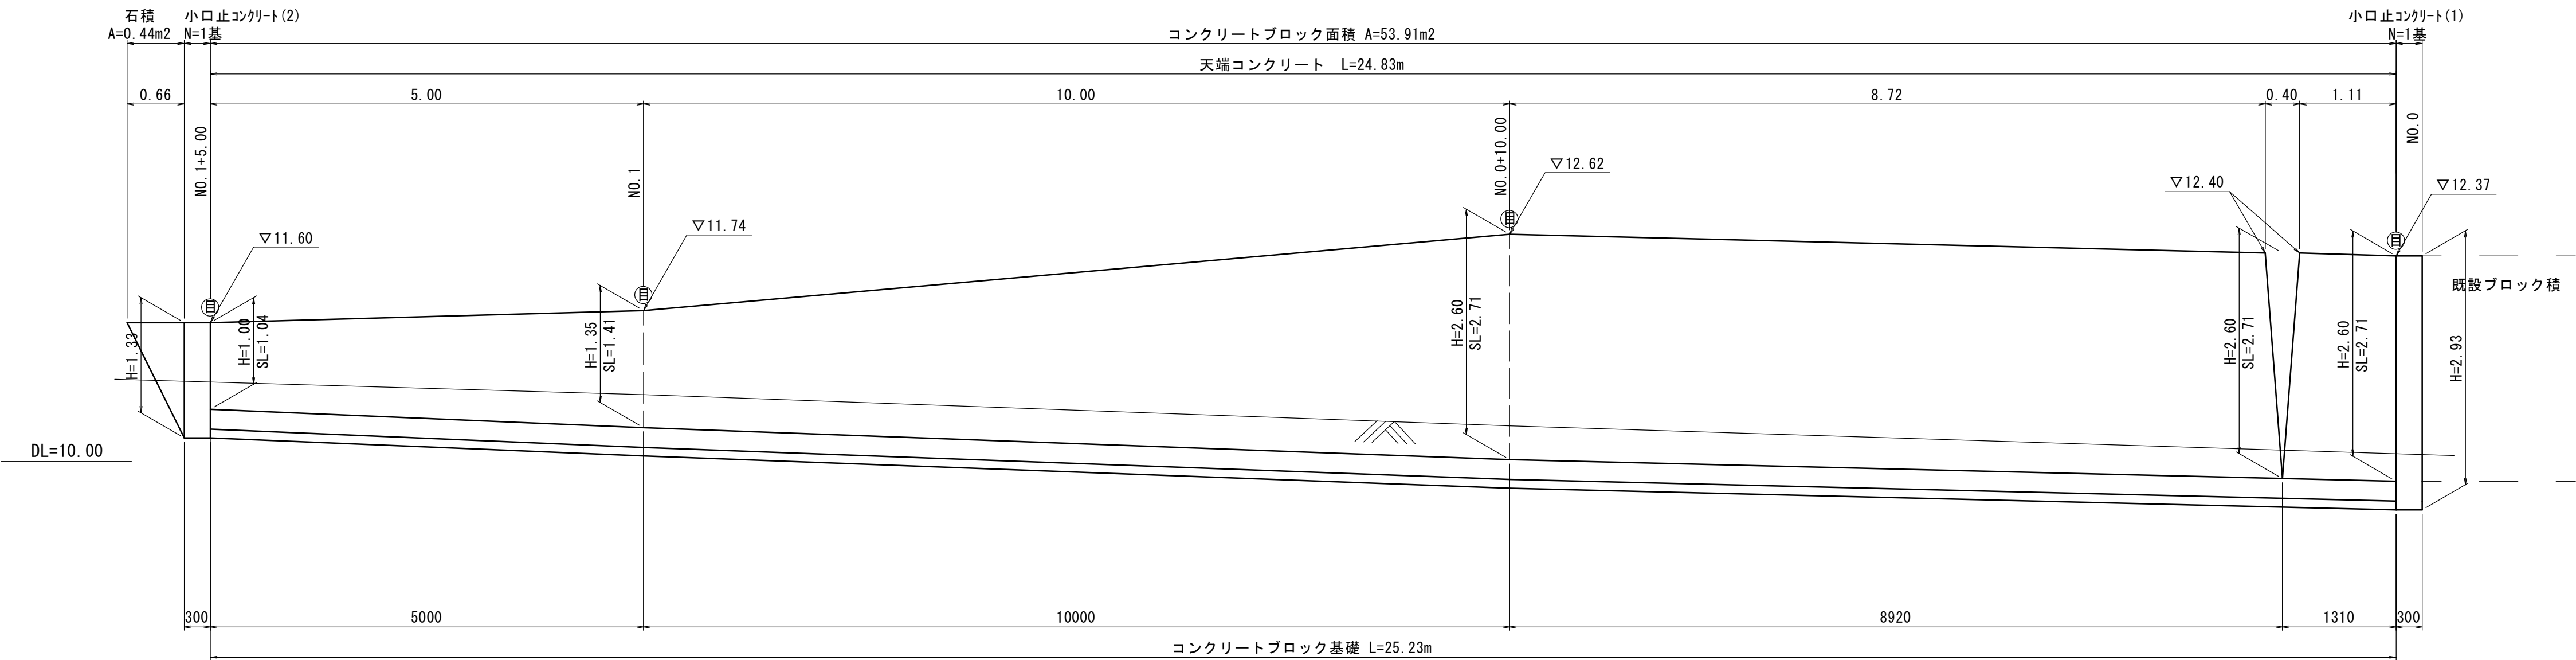 石積
A=0.44m2
小口止コンクリート(2)
N=1基
コンクリートブロック面積 A=53.91m2
小口止コンクリート(1)
N=1基
天端コンクリート L=24.83m
0.66
5.00
10.00
8.72
0.40
1.11
NO.1+5.00
NO.1
NO.0+10.00
NO.0
▽11.60
▽11.74
▽12.62
▽12.40
▽12.37
目
目
目
目
H=1.33
H=1.00
SL=1.04
H=1.35
SL=1.41
H=2.60
SL=2.71
H=2.60
SL=2.71
H=2.60
SL=2.71
H=2.93
既設ブロック積
DL=10.00
300
5000
10000
8920
1310
300
コンクリートブロック基礎 L=25.23m